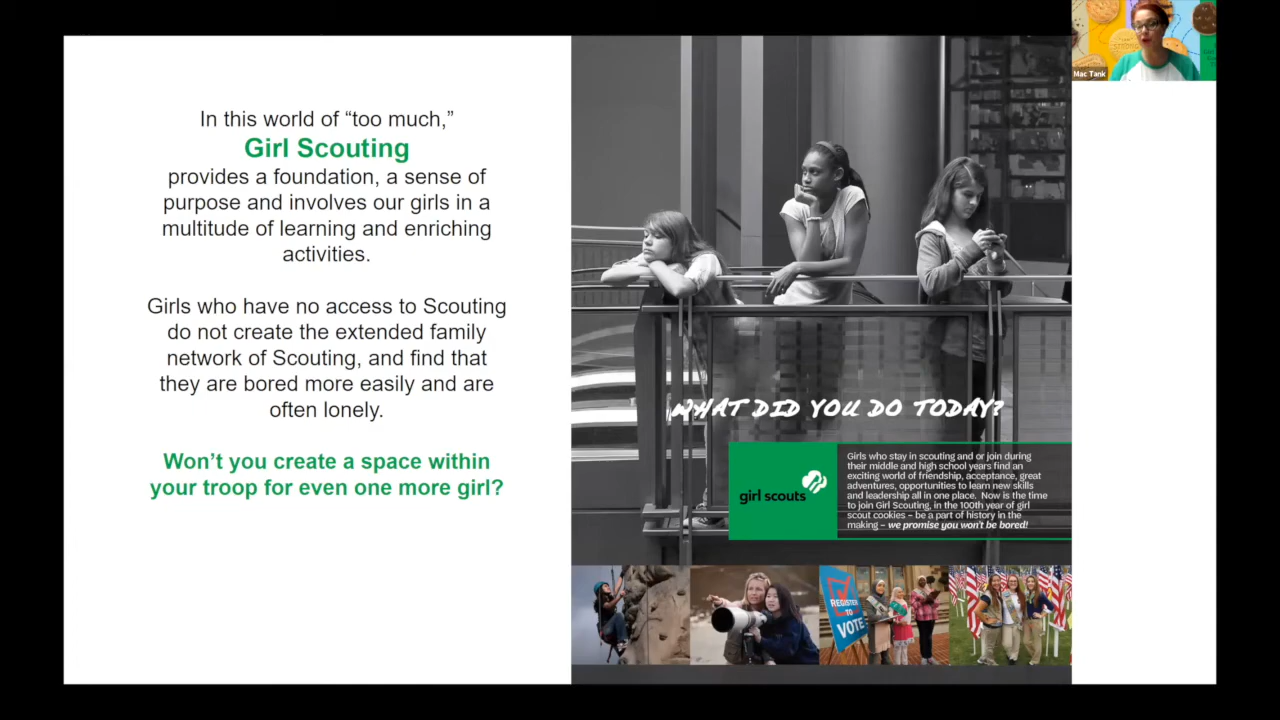 In this world of “too much,”
Girl Scouting
provides a foundation, a sense of
purpose and involves our girls in a
multitude of learning and enriching
activities.
Girls who have no access to Scouting
do not create the extended family
network of Scouting, and find that
they are bored more easily and are
often lonely.
Won’t you create a space within
your troop for even one more girl?
Mac Tank
WHAT DID YOU DO TODAY?
girl scouts
Girls who stay in scouting and or join during
their middle and high school years find an
exciting world of friendship, acceptance, great
adventures, opportunities to learn new skills
and leadership all in one place. Now is the time
to join Girl Scouting, in the 100th year of girl
scout cookies – be a part of history in the
making – we promise you won't be bored!
REGISTER
TO
VOTE